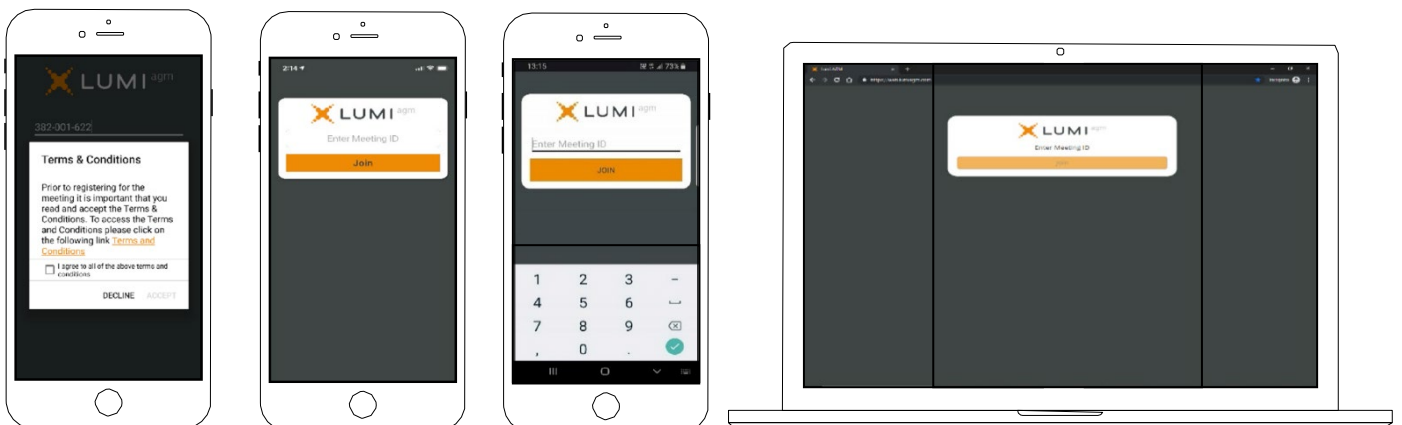 LUMI agm
382-001-622
Terms & Conditions
Prior to registering for the
meeting it is important that you
read and accept the Terms &
Conditions. To access the Terms
and Conditions please click on
the following link Terms and
Conditions
I agree to all of the above terms and
conditions
DECLINE ACCEPT
2:14
LUMI agm
Enter Meeting ID
Join
13:15 73%
LUMI agm
Enter Meeting ID
JOIN
1 2 3 -
4 5 6
7 8 9
, 0 .
LUMI agm
Enter Meeting ID